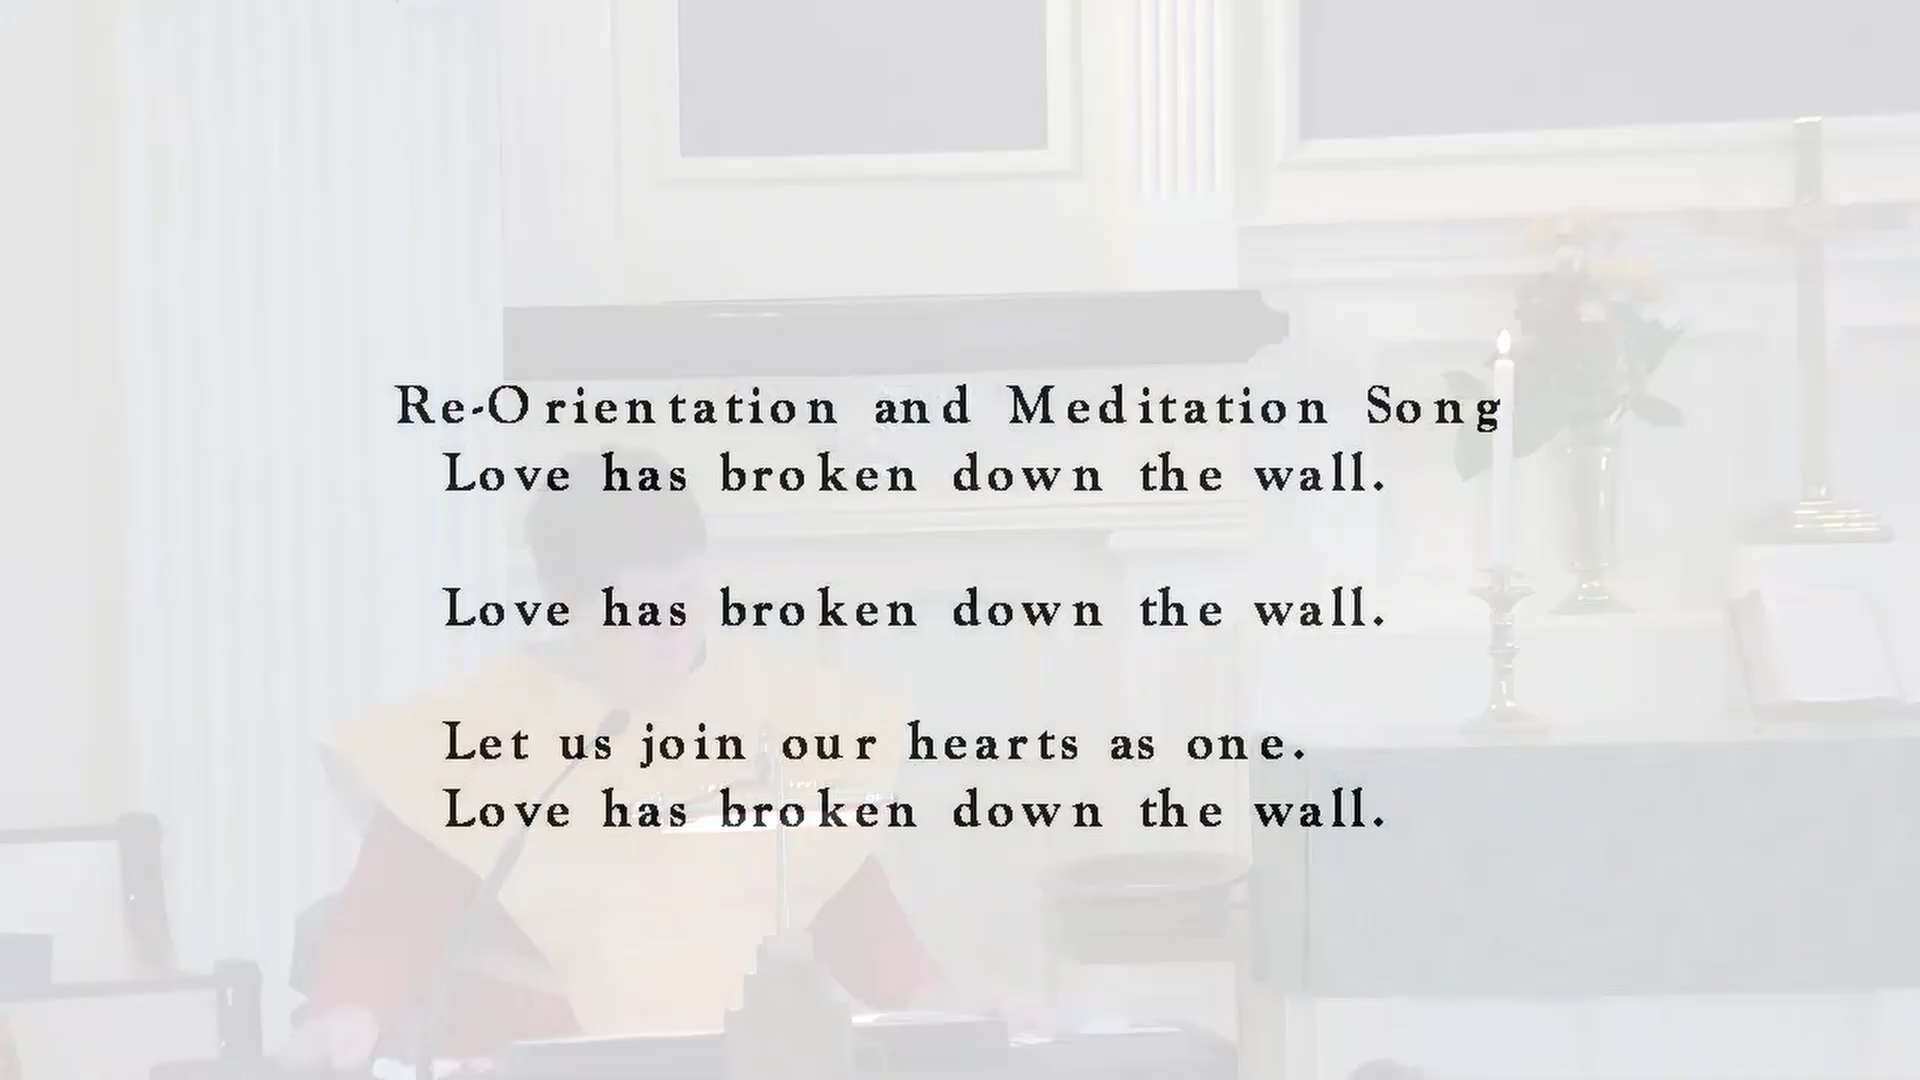 Re-Orientation and Meditation Song
Love has broken down the wall.
Love has broken down the wall.
Let us join our hearts as one.
Love has broken down the wall.